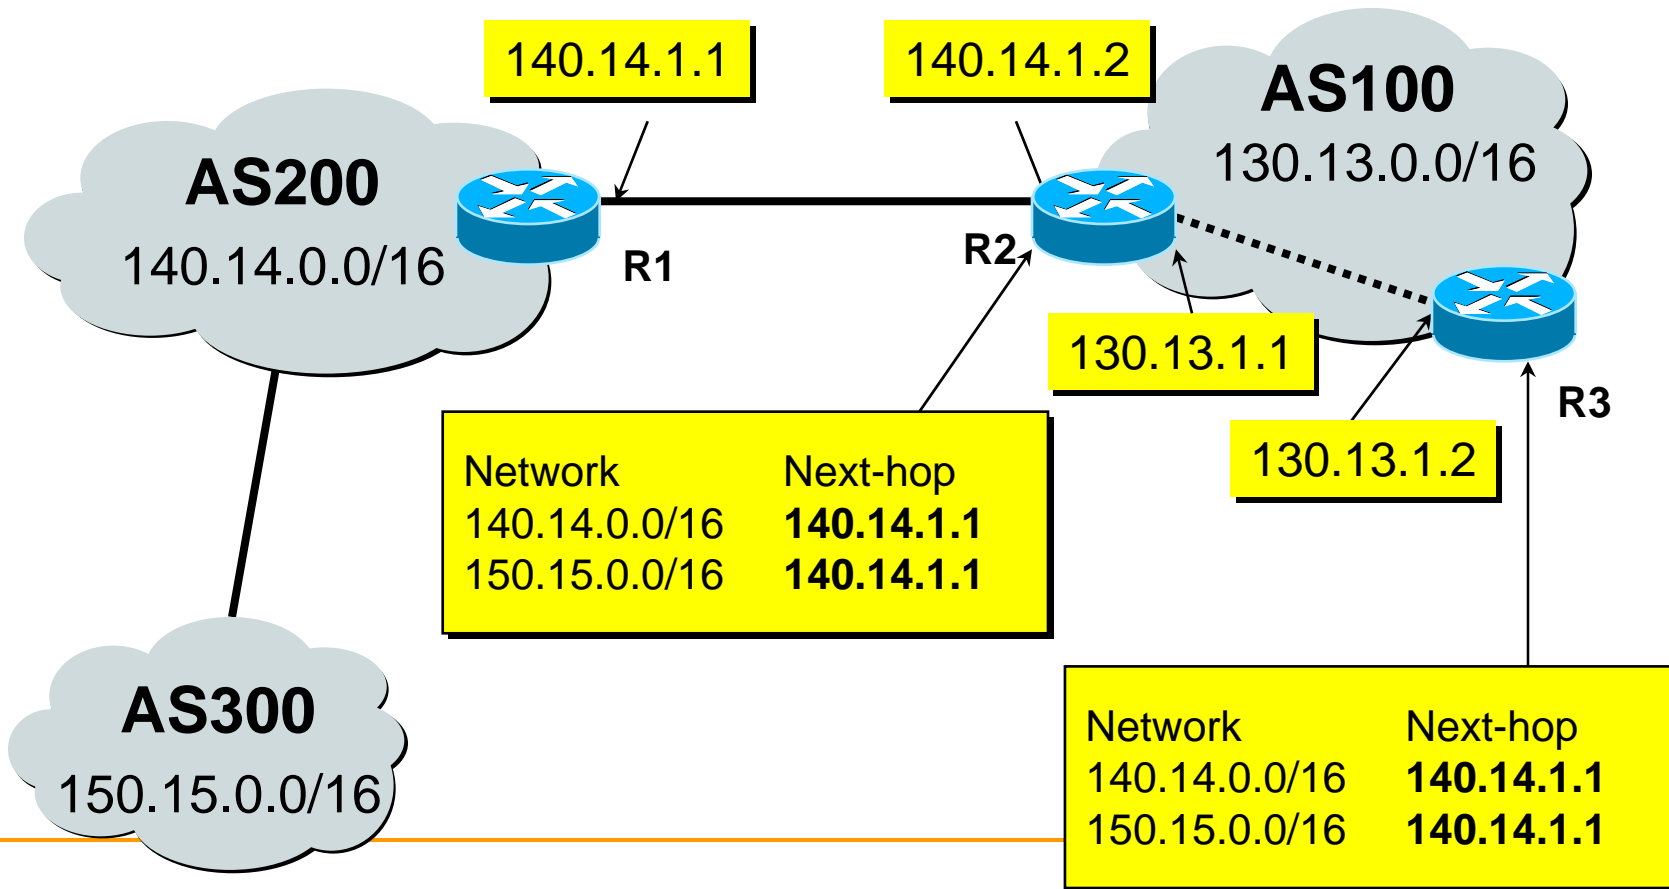 140.14.1.1
140.14.1.2
AS100
130.13.0.0/16
AS200
140.14.0.0/16
R1
R2
130.13.1.1
R3
130.13.1.2
Network Next-hop
140.14.0.0/16 140.14.1.1
150.15.0.0/16 140.14.1.1
AS300
150.15.0.0/16
Network Next-hop
140.14.0.0/16 140.14.1.1
150.15.0.0/16 140.14.1.1